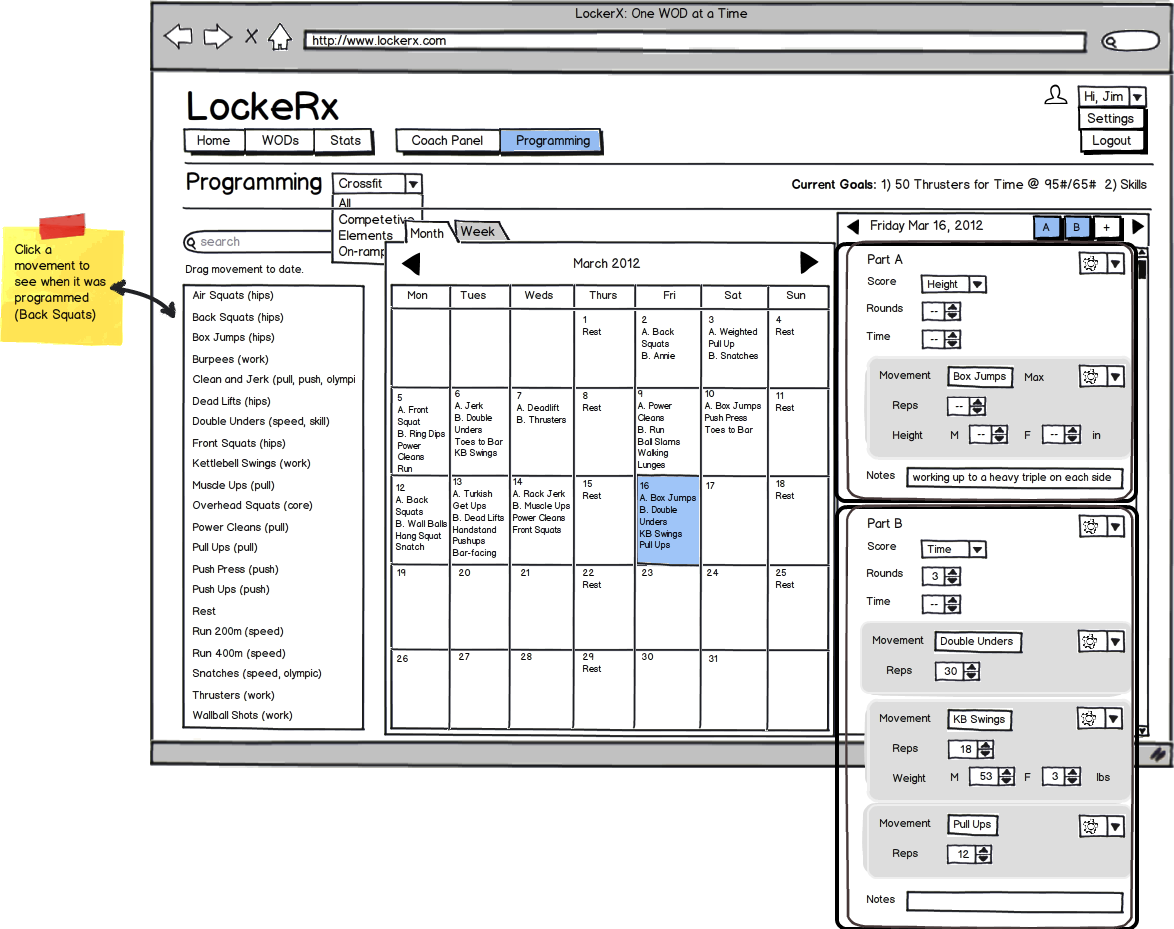 LockerX: One WOD at a Time
http://www.lockerx.com
LockeRx
Hi, Jim
Settings
Logout
Home WODs Stats Coach Panel Programming
Programming
Crossfit
All
Competetive
Elements
On-ramp
Current Goals: 1) 50 Thrusters for Time @ 95#/65# 2) Skills
Click a
movement to
see when it was
programmed
(Back Squats)
search
Drag movement to date.
Air Squats (hips)
Back Squats (hips)
Box Jumps (hips)
Burpees (work)
Clean and Jerk (pull, push, olympi
Dead Lifts (hips)
Double Unders (speed, skill)
Front Squats (hips)
Kettlebell Swings (work)
Muscle Ups (pull)
Overhead Squats (core)
Power Cleans (pull)
Pull Ups (pull)
Push Press (push)
Push Ups (push)
Rest
Run 200m (speed)
Run 400m (speed)
Snatches (speed, olympic)
Thrusters (work)
Wallball Shots (work)
Month Week
March 2012
Mon Tues Weds Thurs Fri Sat Sun
1
Rest
2
A. Back
Squats
B. Annie
3
A. Weighted
Pull Up
B. Snatches
4
Rest
5
A. Front
Squat
B. Ring Dips
Power
Cleans
Run
6
A. Jerk
B. Double
Unders
Toes to Bar
KB Swings
7
A. Deadlift
B. Thrusters
8
Rest
9
A. Power
Cleans
B. Run
Ball Slams
Walking
Lunges
10
A. Box Jumps
Push Press
Toes to Bar
11
Rest
12
A. Back
Squats
B. Wall Balls
Hang Squat
Snatch
13
A. Turkish
Get Ups
B. Dead Lifts
Handstand
Pushups
Bar-facing
14
A. Rack Jerk
B. Muscle Ups
Power Cleans
Front Squats
15
Rest
16
A. Box Jumps
B. Double
Unders
KB Swings
Pull Ups
17
18
Rest
19
20
21
22
Rest
23
24
25
Rest
26
27
28
29
Rest
30
31
Friday Mar 16, 2012 A B +
Part A
Score Height
Rounds --
Time --
Movement Box Jumps Max
Reps --
Height M -- F -- in
Notes working up to a heavy triple on each side
Part B
Score Time
Rounds 3
Time --
Movement Double Unders
Reps 30
Movement KB Swings
Reps 18
Weight M 53 F 3 lbs
Movement Pull Ups
Reps 12
Notes